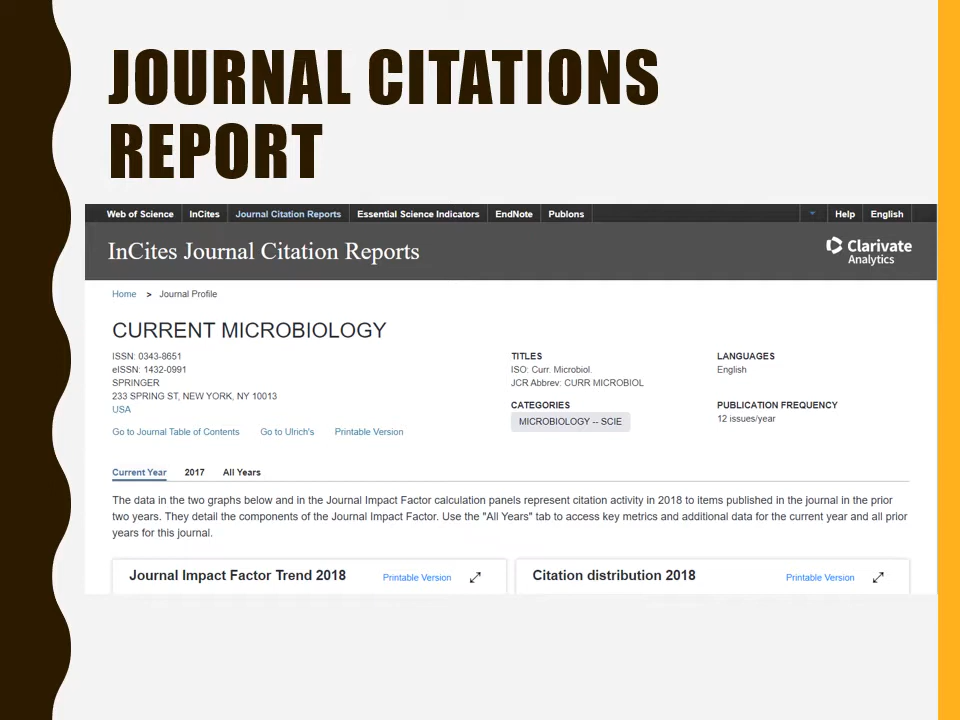 JOURNAL CITATIONS
REPORT
Web of Science InCites Journal Citation Reports Essential Science Indicators EndNote Publons Help English
InCites Journal Citation Reports
Clarivate
Analytics
Home > Journal Profile
CURRENT MICROBIOLOGY
ISSN: 0343-8651
eISSN: 1432-0991
SPRINGER
233 SPRING ST, NEW YORK, NY 10013
USA
Go to Journal Table of Contents Go to Ulrich's Printable Version
TITLES
ISO: Curr. Microbiol.
JCR Abbrev: CURR MICROBIOL
CATEGORIES
MICROBIOLOGY -- SCIE
LANGUAGES
English
PUBLICATION FREQUENCY
12 issues/year
Current Year 2017 All Years
The data in the two graphs below and in the Journal Impact Factor calculation panels represent citation activity in 2018 to items published in the journal in the prior
two years. They detail the components of the Journal Impact Factor. Use the "All Years" tab to access key metrics and additional data for the current year and all prior
years for this journal.
Journal Impact Factor Trend 2018 Printable Version
Citation distribution 2018 Printable Version